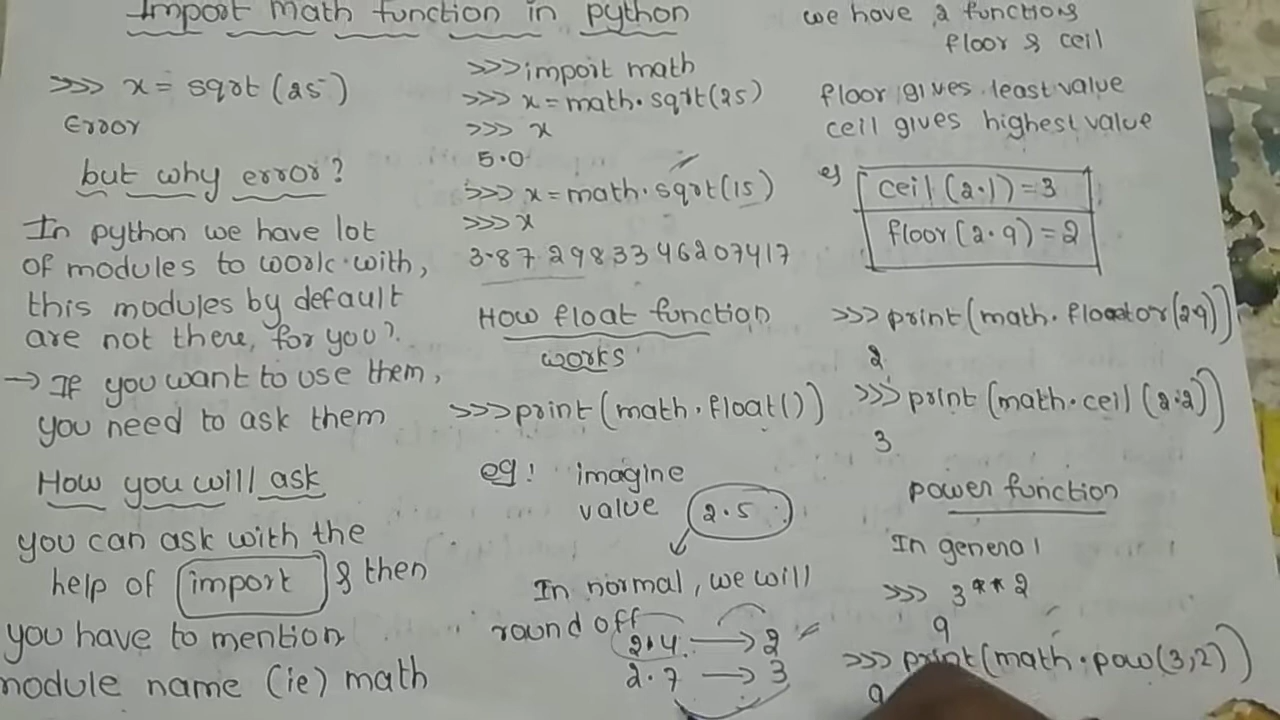 Import math function in python
>>> x = sqrt (25)
Error
but why error?
In python we have lot
of modules to work with,
this modules by default
are not there, for you?
→ If you want to use them,
you need to ask them
How you will ask
you can ask with the
help of import & then
you have to mention
module name (ie) math
>>> import math
>>> x = math.sqrt(25)
>>> x
5.0
>>> x = math.sqrt(15)
>>> x
3.872983346207417
How float function
works
>>> print (math.float())
eg: imagine
value 2.5
In normal, we will
round off
2.4 → 2
2.7 → 3
we have 2 functions
floor & ceil
floor gives least value
ceil gives highest value
eg ceil (2.1) = 3
floor (2.9) = 2
>>> print (math. (2.9))
2
>>> print (math.ceil (2.2))
3
power function
In general
>>> 3**2
9
>>> print (math.pow(3,2))
9